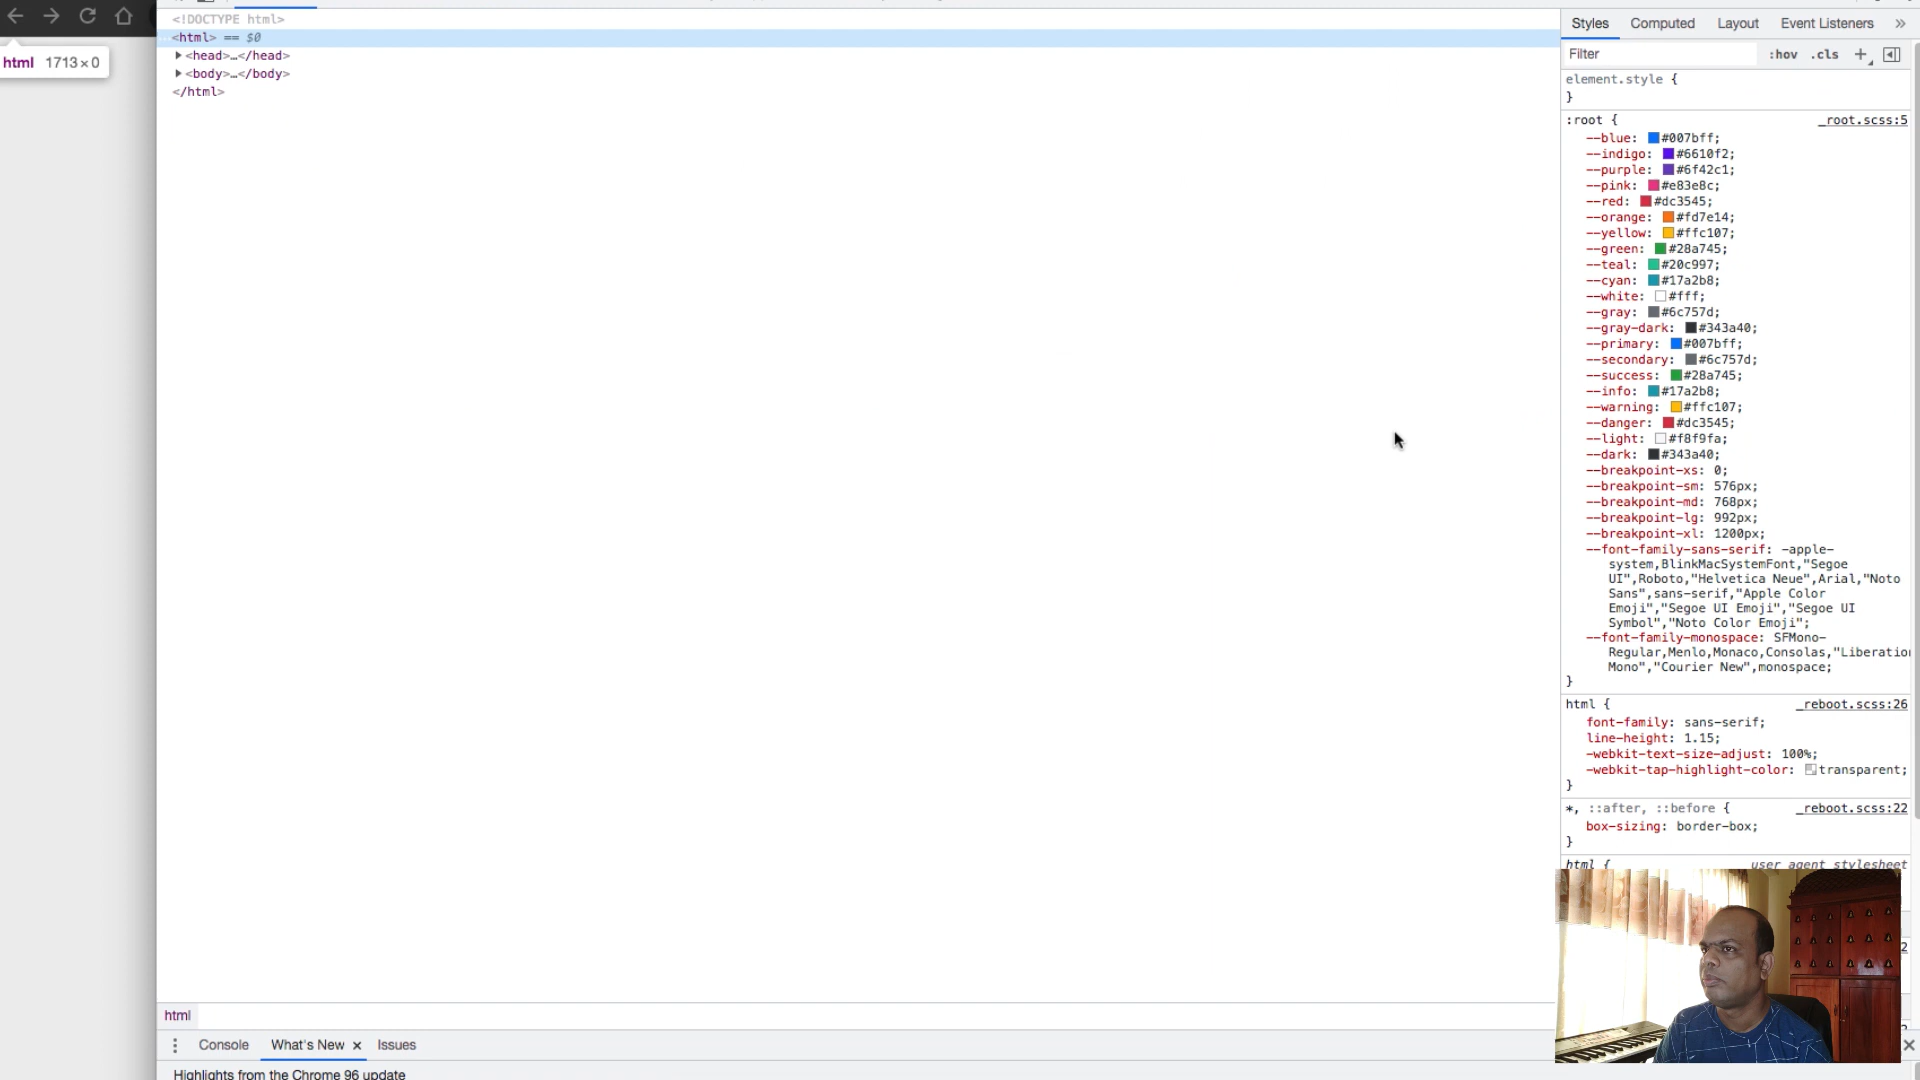 <!DOCTYPE html>
<html> == $0
html 1713×0
<head>…</head>
<body>…</body>
</html>
Styles Computed Layout Event Listeners »
Filter :hov .cls +
element.style {
}
:root { _root.scss:5
--blue: #007bff;
--indigo: #6610f2;
--purple: #6f42c1;
--pink: #e83e8c;
--red: #dc3545;
--orange: #fd7e14;
--yellow: #ffc107;
--green: #28a745;
--teal: #20c997;
--cyan: #17a2b8;
--white: #fff;
--gray: #6c757d;
--gray-dark: #343a40;
--primary: #007bff;
--secondary: #6c757d;
--success: #28a745;
--info: #17a2b8;
--warning: #ffc107;
--danger: #dc3545;
--light: #f8f9fa;
--dark: #343a40;
--breakpoint-xs: 0;
--breakpoint-sm: 576px;
--breakpoint-md: 768px;
--breakpoint-lg: 992px;
--breakpoint-xl: 1200px;
--font-family-sans-serif: -apple-
system,BlinkMacSystemFont,"Segoe
UI",Roboto,"Helvetica Neue",Arial,"Noto
Sans",sans-serif,"Apple Color
Emoji","Segoe UI Emoji","Segoe UI
Symbol","Noto Color Emoji";
--font-family-monospace: SFMono-
Regular,Menlo,Monaco,Consolas,"Liberation
Mono","Courier New",monospace;
}
html { _reboot.scss:26
font-family: sans-serif;
line-height: 1.15;
-webkit-text-size-adjust: 100%;
-webkit-tap-highlight-color: transparent;
}
*, ::after, ::before { _reboot.scss:22
box-sizing: border-box;
}
html { user agent stylesheet
2
html
Console What's New × Issues
Highlights from the Chrome 96 update